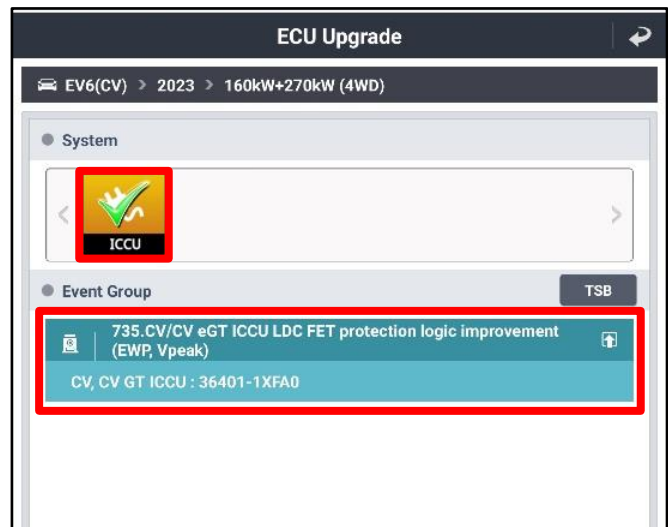 ECU Upgrade
EV6(CV) > 2023 > 160kW+270kW (4WD)
System
ICCU
Event Group
TSB
735.CV/CV eGT ICCU LDC FET protection logic improvement
(EWP, Vpeak)
CV, CV GT ICCU : 36401-1XFA0